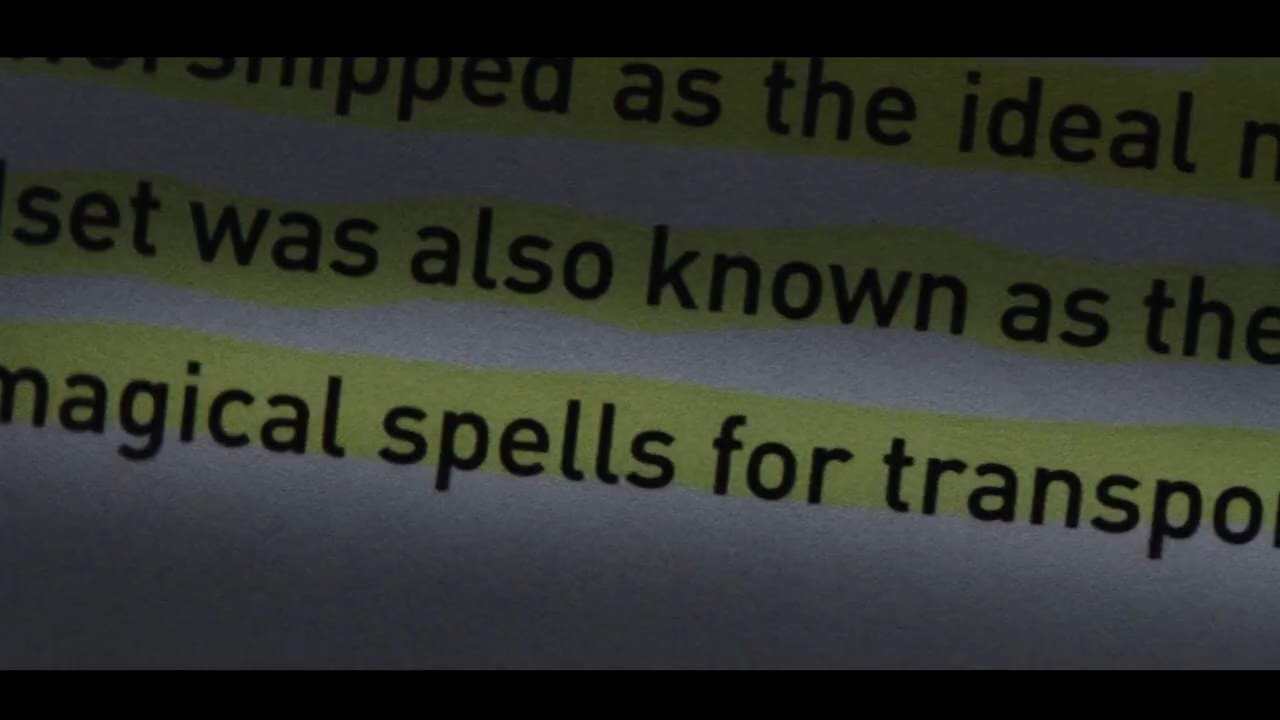 as the ideal
was also known as the
magical spells for